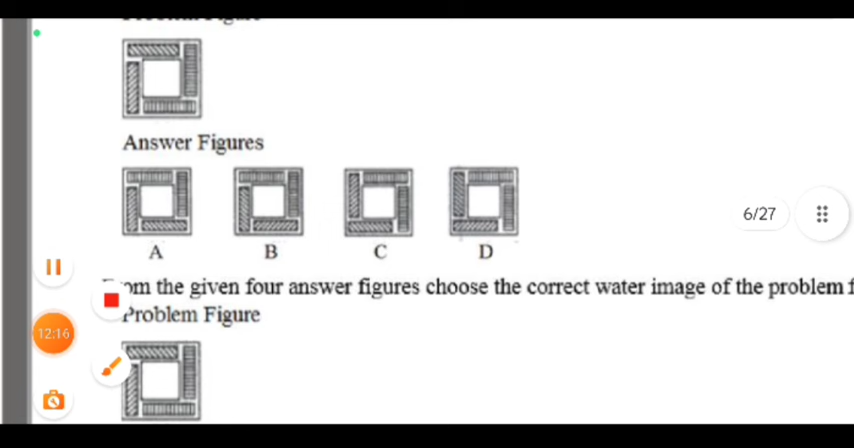 Answer Figures
6/27
A B C D
the given four answer figures choose the correct water image of the problem
12:16
Problem Figure